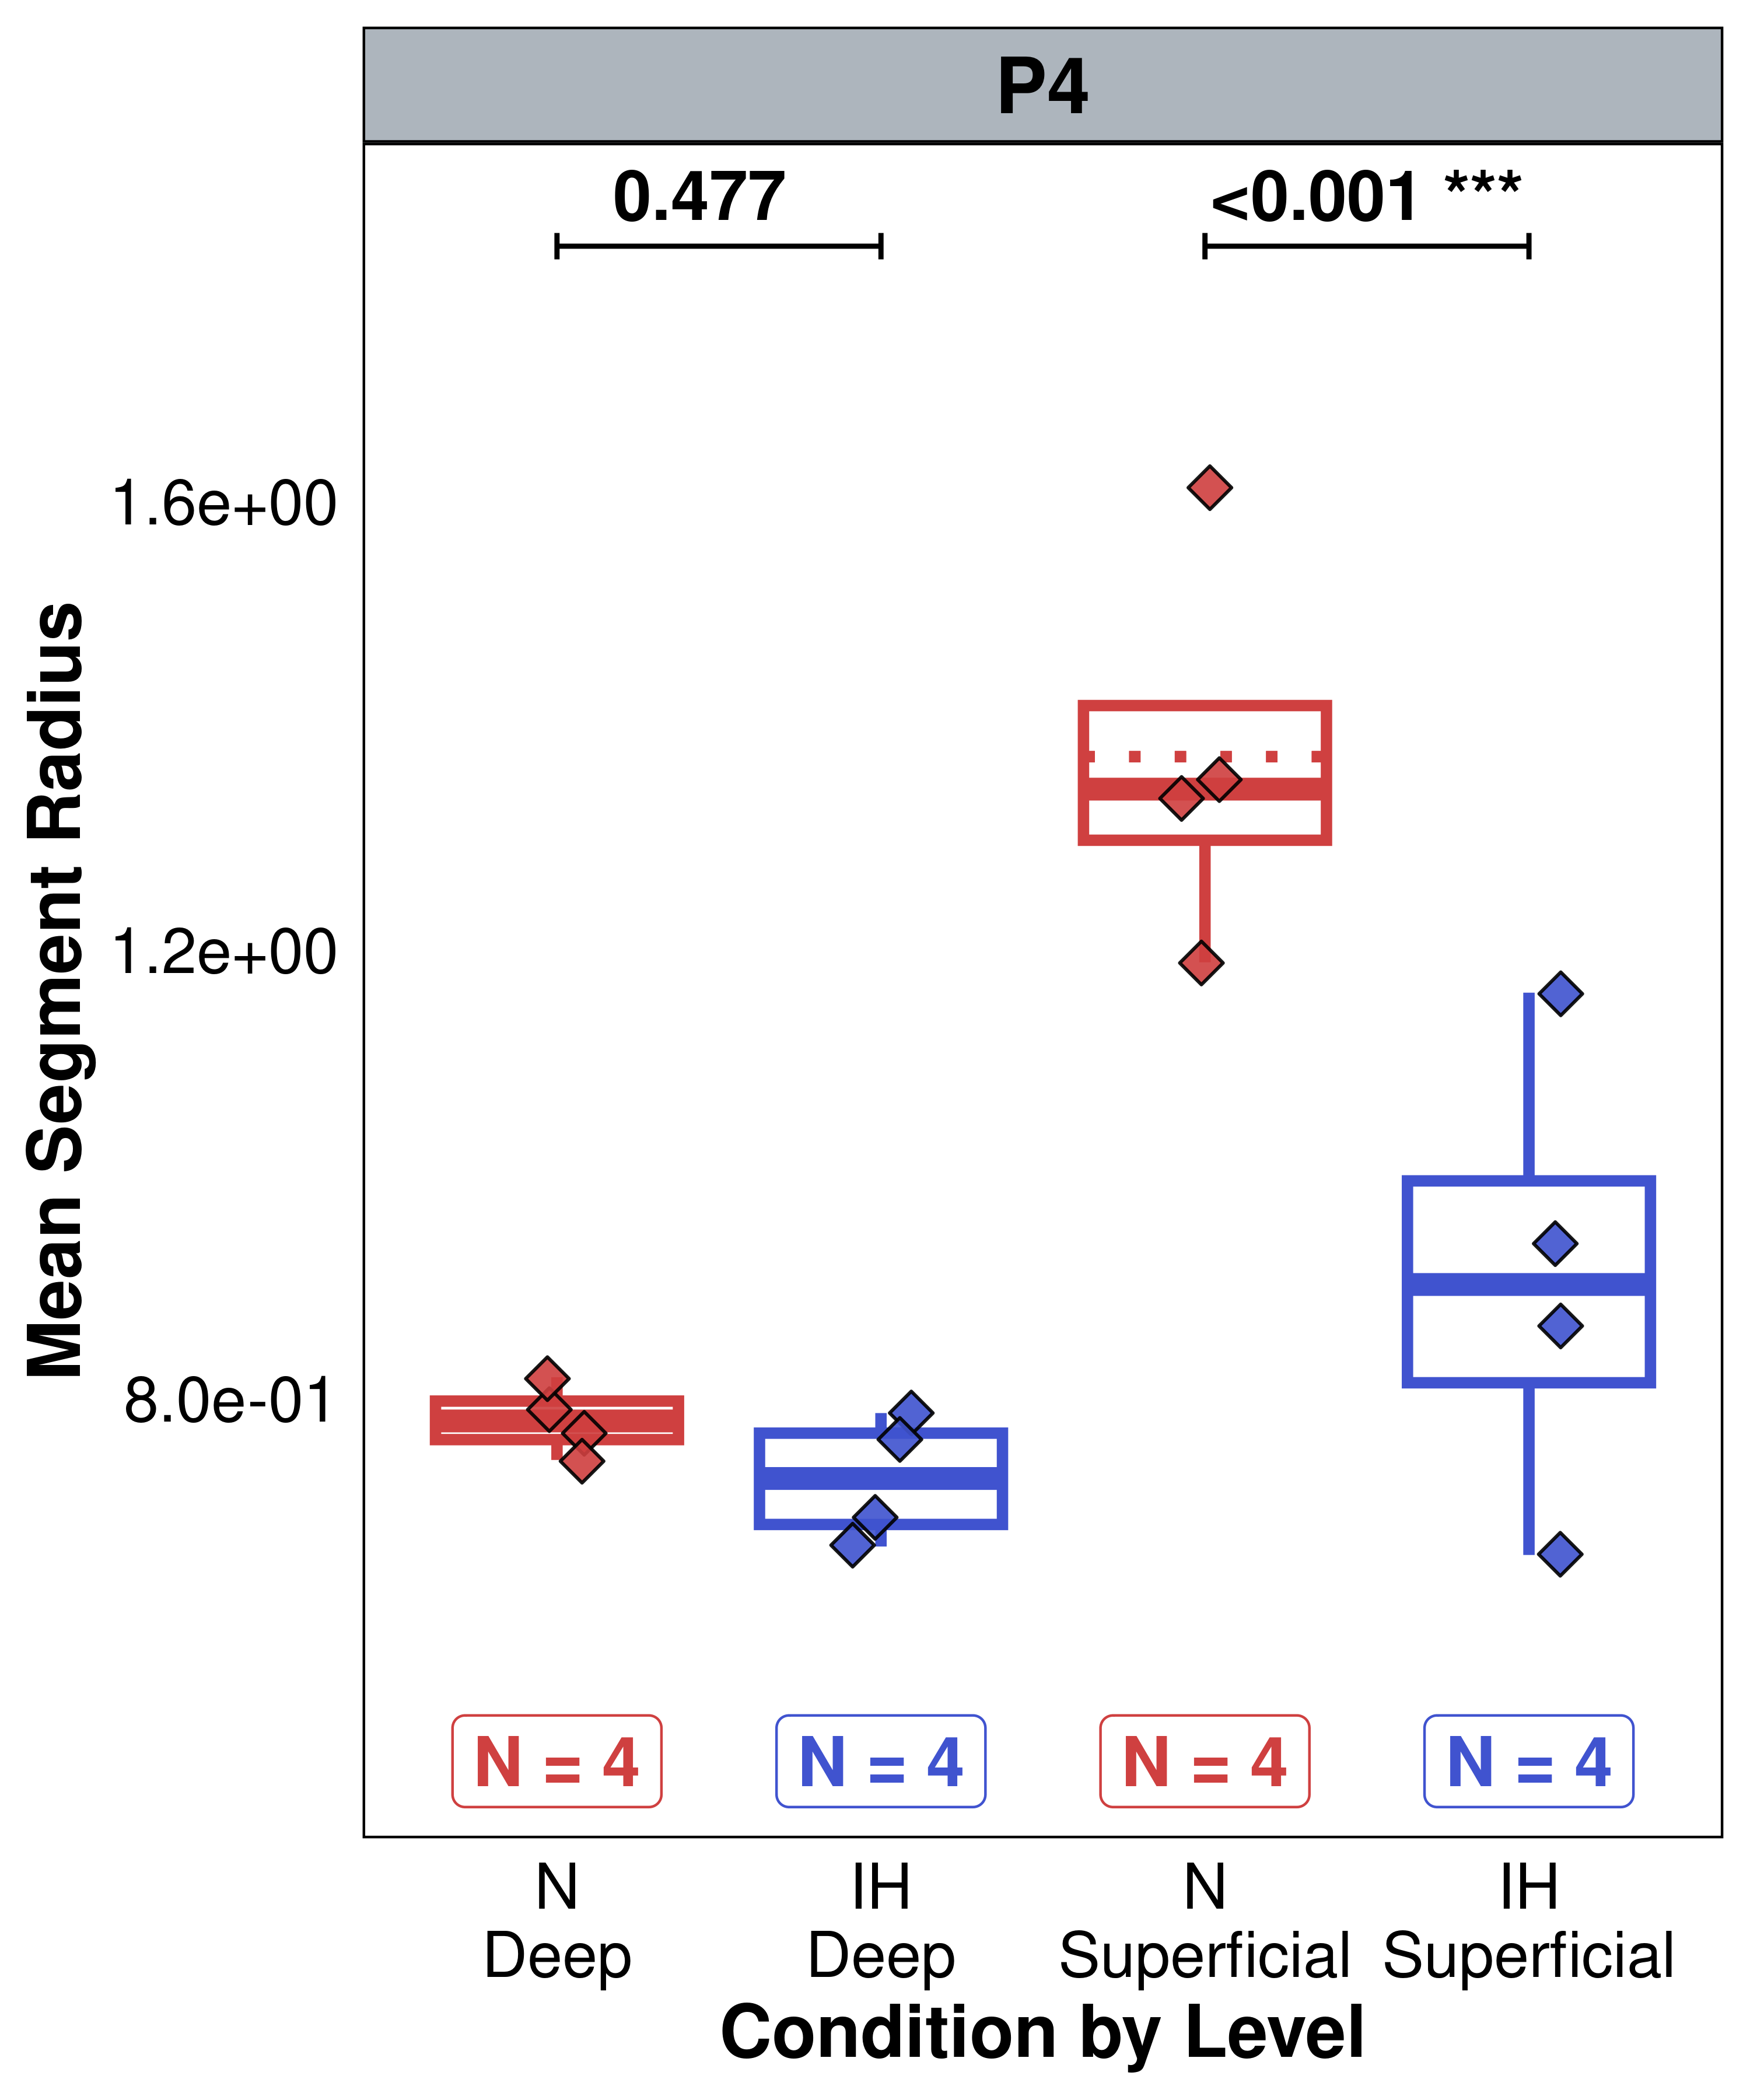 P4
0.477
<0.001 ***
1.6e+00
1.2e+00
8.0e-01
Mean Segment Radius
N = 4
N = 4
N = 4
N = 4
N
Deep
IH
Deep
N
Superficial
IH
Superficial
Condition by Level